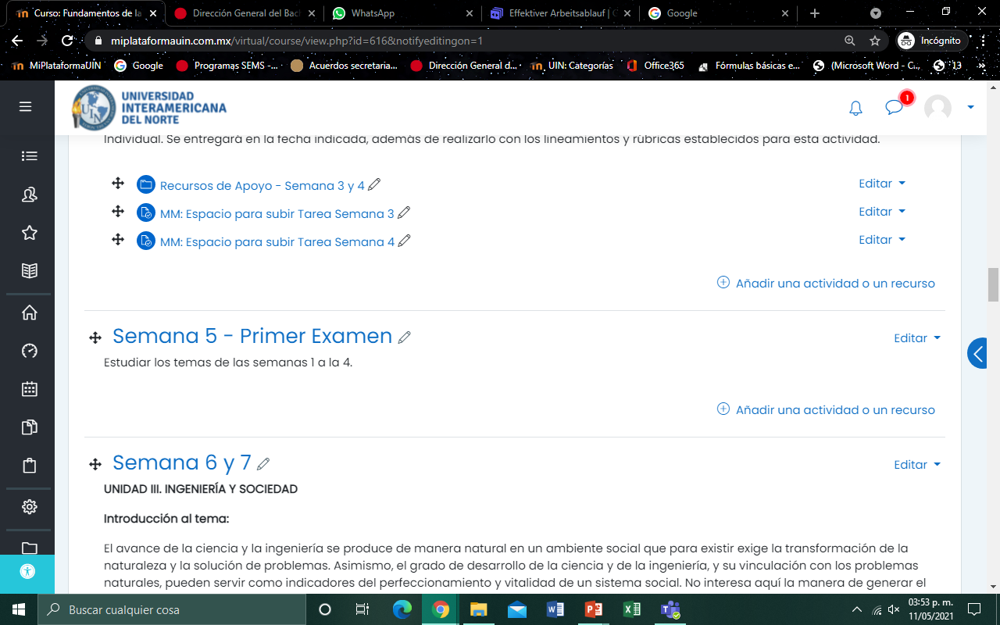 Curso: Fundamentos de la
Dirección General del Bac
WhatsApp
Effektiver Arbeitsablauf | G
Google
miplataformauin.com.mx/virtual/course/view.php?id=616&notifyeditingon=1
Incógnito
MiPlataformaUIN
Google
Programas SEMS -...
Acuerdos secretaria...
Dirección General d...
UIN: Categorías
Office365
Fórmulas básicas e...
(Microsoft Word - C...
13
UNIVERSIDAD
INTERAMERICANA
DEL NORTE
UIN
1
Individual. Se entregará en la fecha indicada, además de realizarlo con los lineamientos y rúbricas establecidos para esta actividad.
Recursos de Apoyo - Semana 3 y 4
Editar
MM: Espacio para subir Tarea Semana 3
Editar
MM: Espacio para subir Tarea Semana 4
Editar
Añadir una actividad o un recurso
Semana 5 - Primer Examen
Editar
Estudiar los temas de las semanas 1 a la 4.
Añadir una actividad o un recurso
Semana 6 y 7
Editar
UNIDAD III. INGENIERÍA Y SOCIEDAD
Introducción al tema:
El avance de la ciencia y la ingeniería se produce de manera natural en un ambiente social que para existir exige la transformación de la
naturaleza y la solución de problemas. Asimismo, el grado de desarrollo de la ciencia y de la ingeniería, y su vinculación con los problemas
naturales, pueden servir como indicadores del perfeccionamiento y vitalidad de un sistema social. No interesa aquí la manera de generar el
Buscar cualquier cosa
03:53 p. m.
11/05/2021